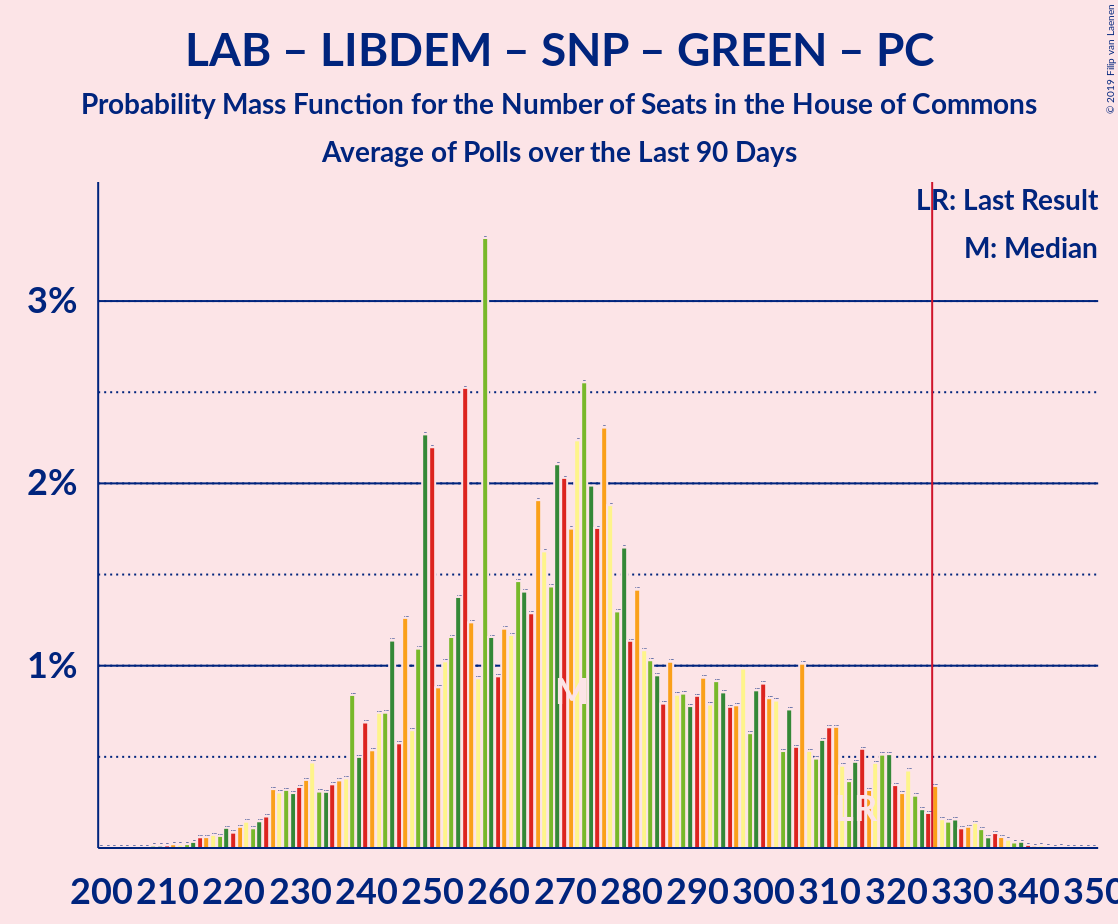 LAB – LIBDEM – SNP – GREEN – PC
Probability Mass Function for the Number of Seats in the House of Commons
Average of Polls over the Last 90 Days
© 2019 Filip van Laenen
LR: Last Result
M: Median
3%
2%
1%
M
LR
200 210 220 230 240 250 260 270 280 290 300 310 320 330 340 350